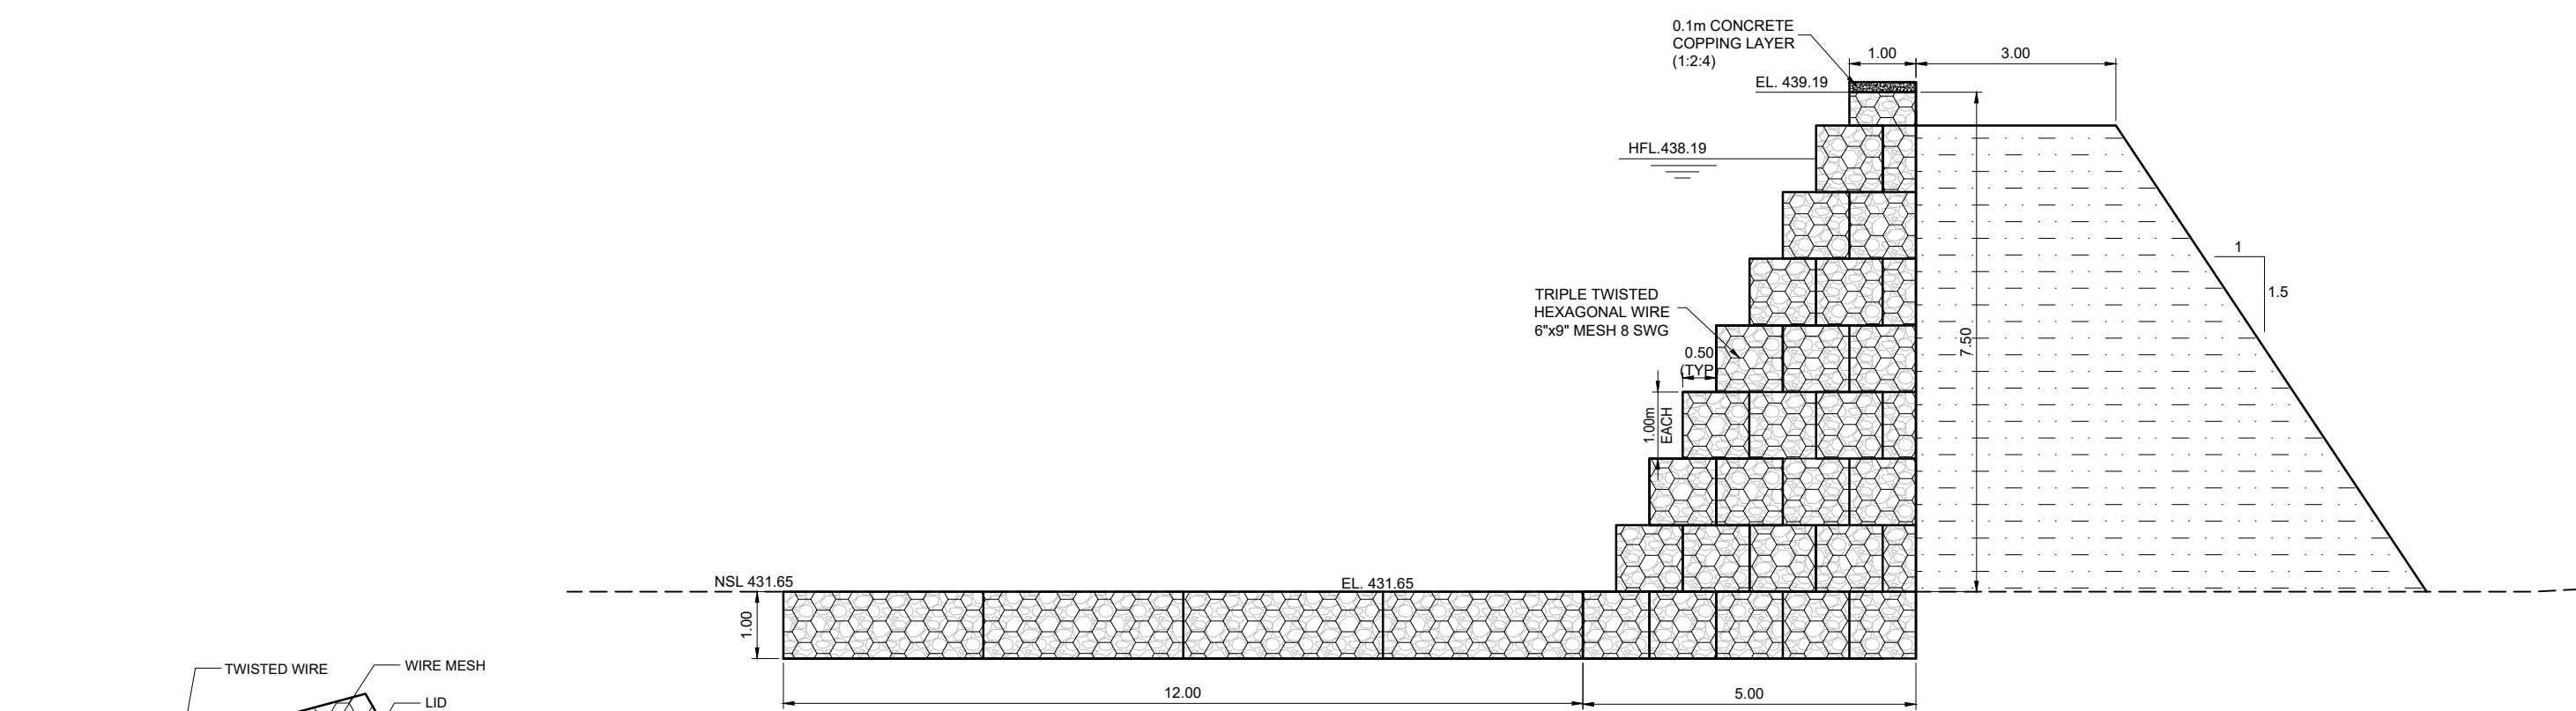 0.1m CONCRETE
COPPING LAYER
(1:2:4)
1.00
3.00
EL. 439.19
HFL.438.19
1
1.5
TRIPLE TWISTED
HEXAGONAL WIRE
6"x9" MESH 8 SWG
7.50
0.50
(TYP
1.00m
EACH
NSL 431.65
EL. 431.65
1.00
TWISTED WIRE
WIRE MESH
LID
12.00
5.00